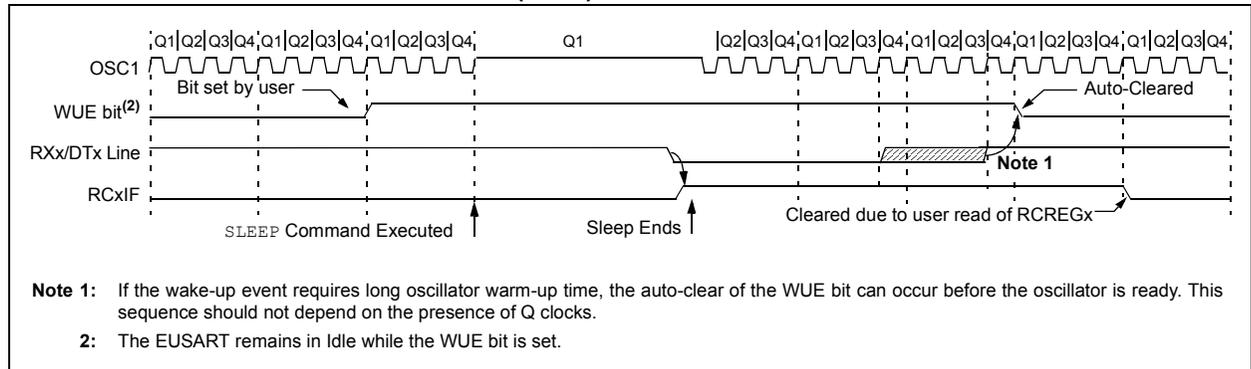 Q1 Q2 Q3 Q4 Q1 Q2 Q3 Q4 Q1 Q2 Q3 Q4 Q1 Q2 Q3 Q4 Q1 Q2 Q3 Q4 Q1 Q2 Q3 Q4 Q1 Q2 Q3 Q4
OSC1
Bit set by user
Auto-Cleared
WUE bit(2)
RXx/DTx Line
Note 1
RCxIF
Cleared due to user read of RCREGx
SLEEP Command Executed
Sleep Ends
Note 1: If the wake-up event requires long oscillator warm-up time, the auto-clear of the WUE bit can occur before the oscillator is ready. This
sequence should not depend on the presence of Q clocks.
2: The EUSART remains in Idle while the WUE bit is set.